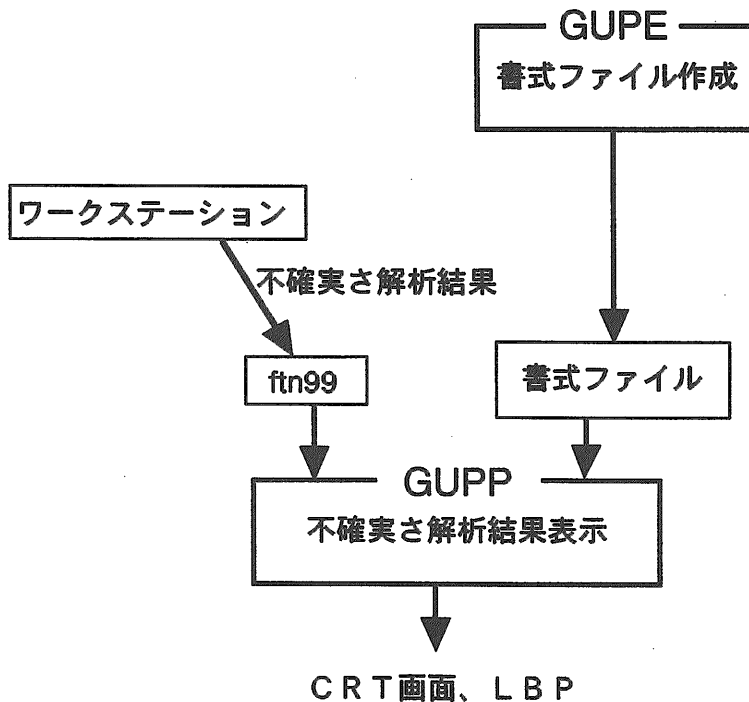 GUPE
書式ファイル作成
ワークステーション
不確実さ解析結果
ftn99
書式ファイル
GUPP
不確実さ解析結果表示
ＣＲＴ画面、ＬＢＰ